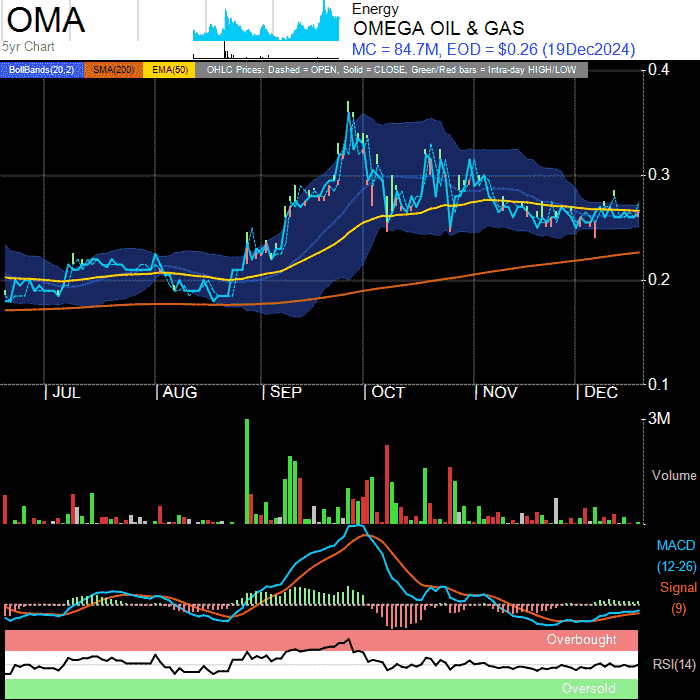 OMA
5yr Chart
Energy
OMEGA OIL & GAS
MC = 84.7M, EOD = $0.26 (19Dec2024)
BollBands(20,2) SMA(200) EMA(50) OHLC Prices: Dashed = OPEN, Solid = CLOSE, Green/Red bars = Intra-day HIGH/LOW
0.4
0.3
0.2
0.1
JUL AUG SEP OCT NOV DEC
3M
Volume
MACD
(12-26)
Signal
(9)
Overbought
RSI(14)
Oversold